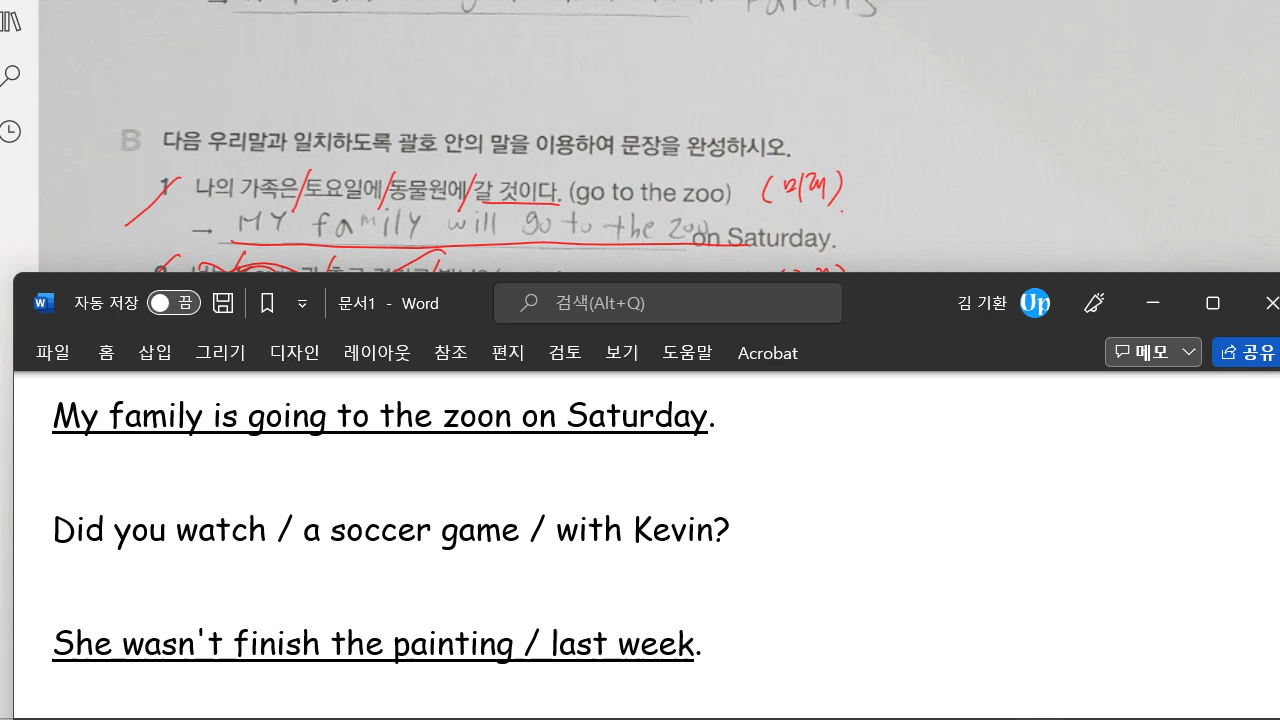 B 다음 우리말과 일치하도록 괄호 안의 말을 이용하여 문장을 완성하시오.
1 나의 가족은/토요일에/동물원에/갈 것이다. (go to the zoo) (미래)
→ MY family will go to the zoo on Saturday.
자동 저장 끔 문서1 - Word 검색(Alt+Q) 김 기환 Up
파일 홈 삽입 그리기 디자인 레이아웃 참조 편지 검토 보기 도움말 Acrobat 메모 공유
My family is going to the zoon on Saturday.
Did you watch / a soccer game / with Kevin?
She wasn't finish the painting / last week.